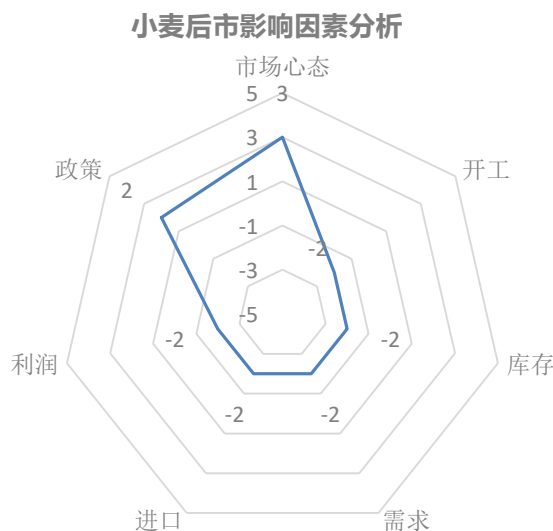 小麦后市影响因素分析
市场心态
5 3
3
政策 2 开工
1
-1
-2
-3
-5
利润 -2 -2 库存
-2 -2
进口 需求